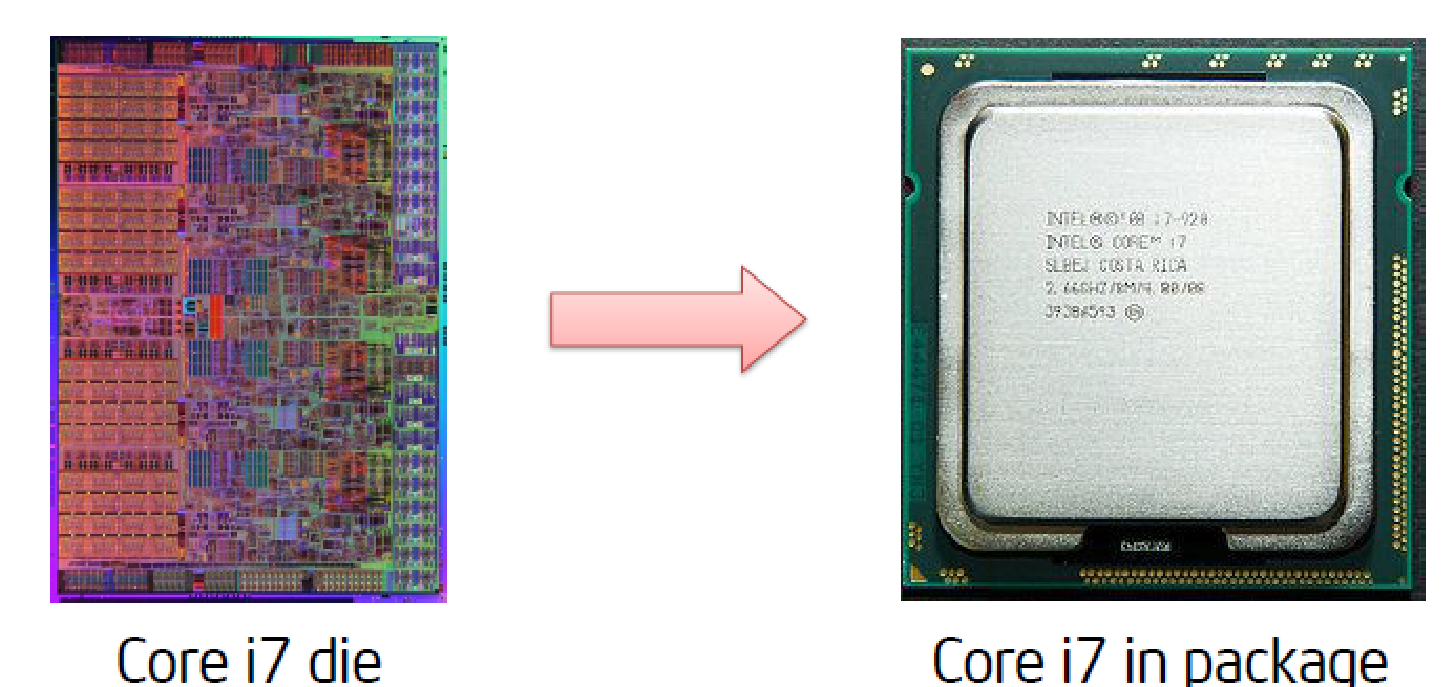 INTEL® i7-920
INTEL® CORE™ i7
SLBEJ COSTA RICA
2.66GHZ/8M/4.80/08
Core i7 die
Core i7 in package